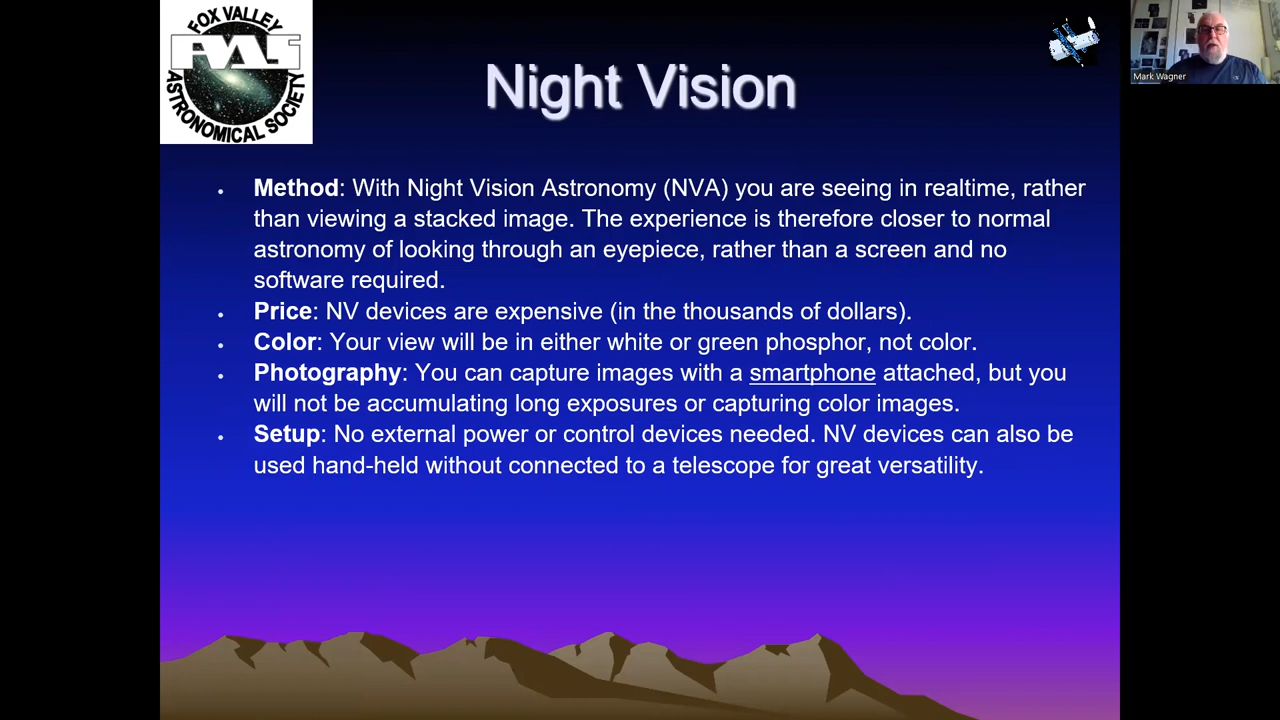 FOX VALLEY
FVAS
ASTRONOMICAL SOCIETY
Night Vision
Mark Wagner
• Method: With Night Vision Astronomy (NVA) you are seeing in realtime, rather
than viewing a stacked image. The experience is therefore closer to normal
astronomy of looking through an eyepiece, rather than a screen and no
software required.
• Price: NV devices are expensive (in the thousands of dollars).
• Color: Your view will be in either white or green phosphor, not color.
• Photography: You can capture images with a smartphone attached, but you
will not be accumulating long exposures or capturing color images.
• Setup: No external power or control devices needed. NV devices can also be
used hand-held without connected to a telescope for great versatility.